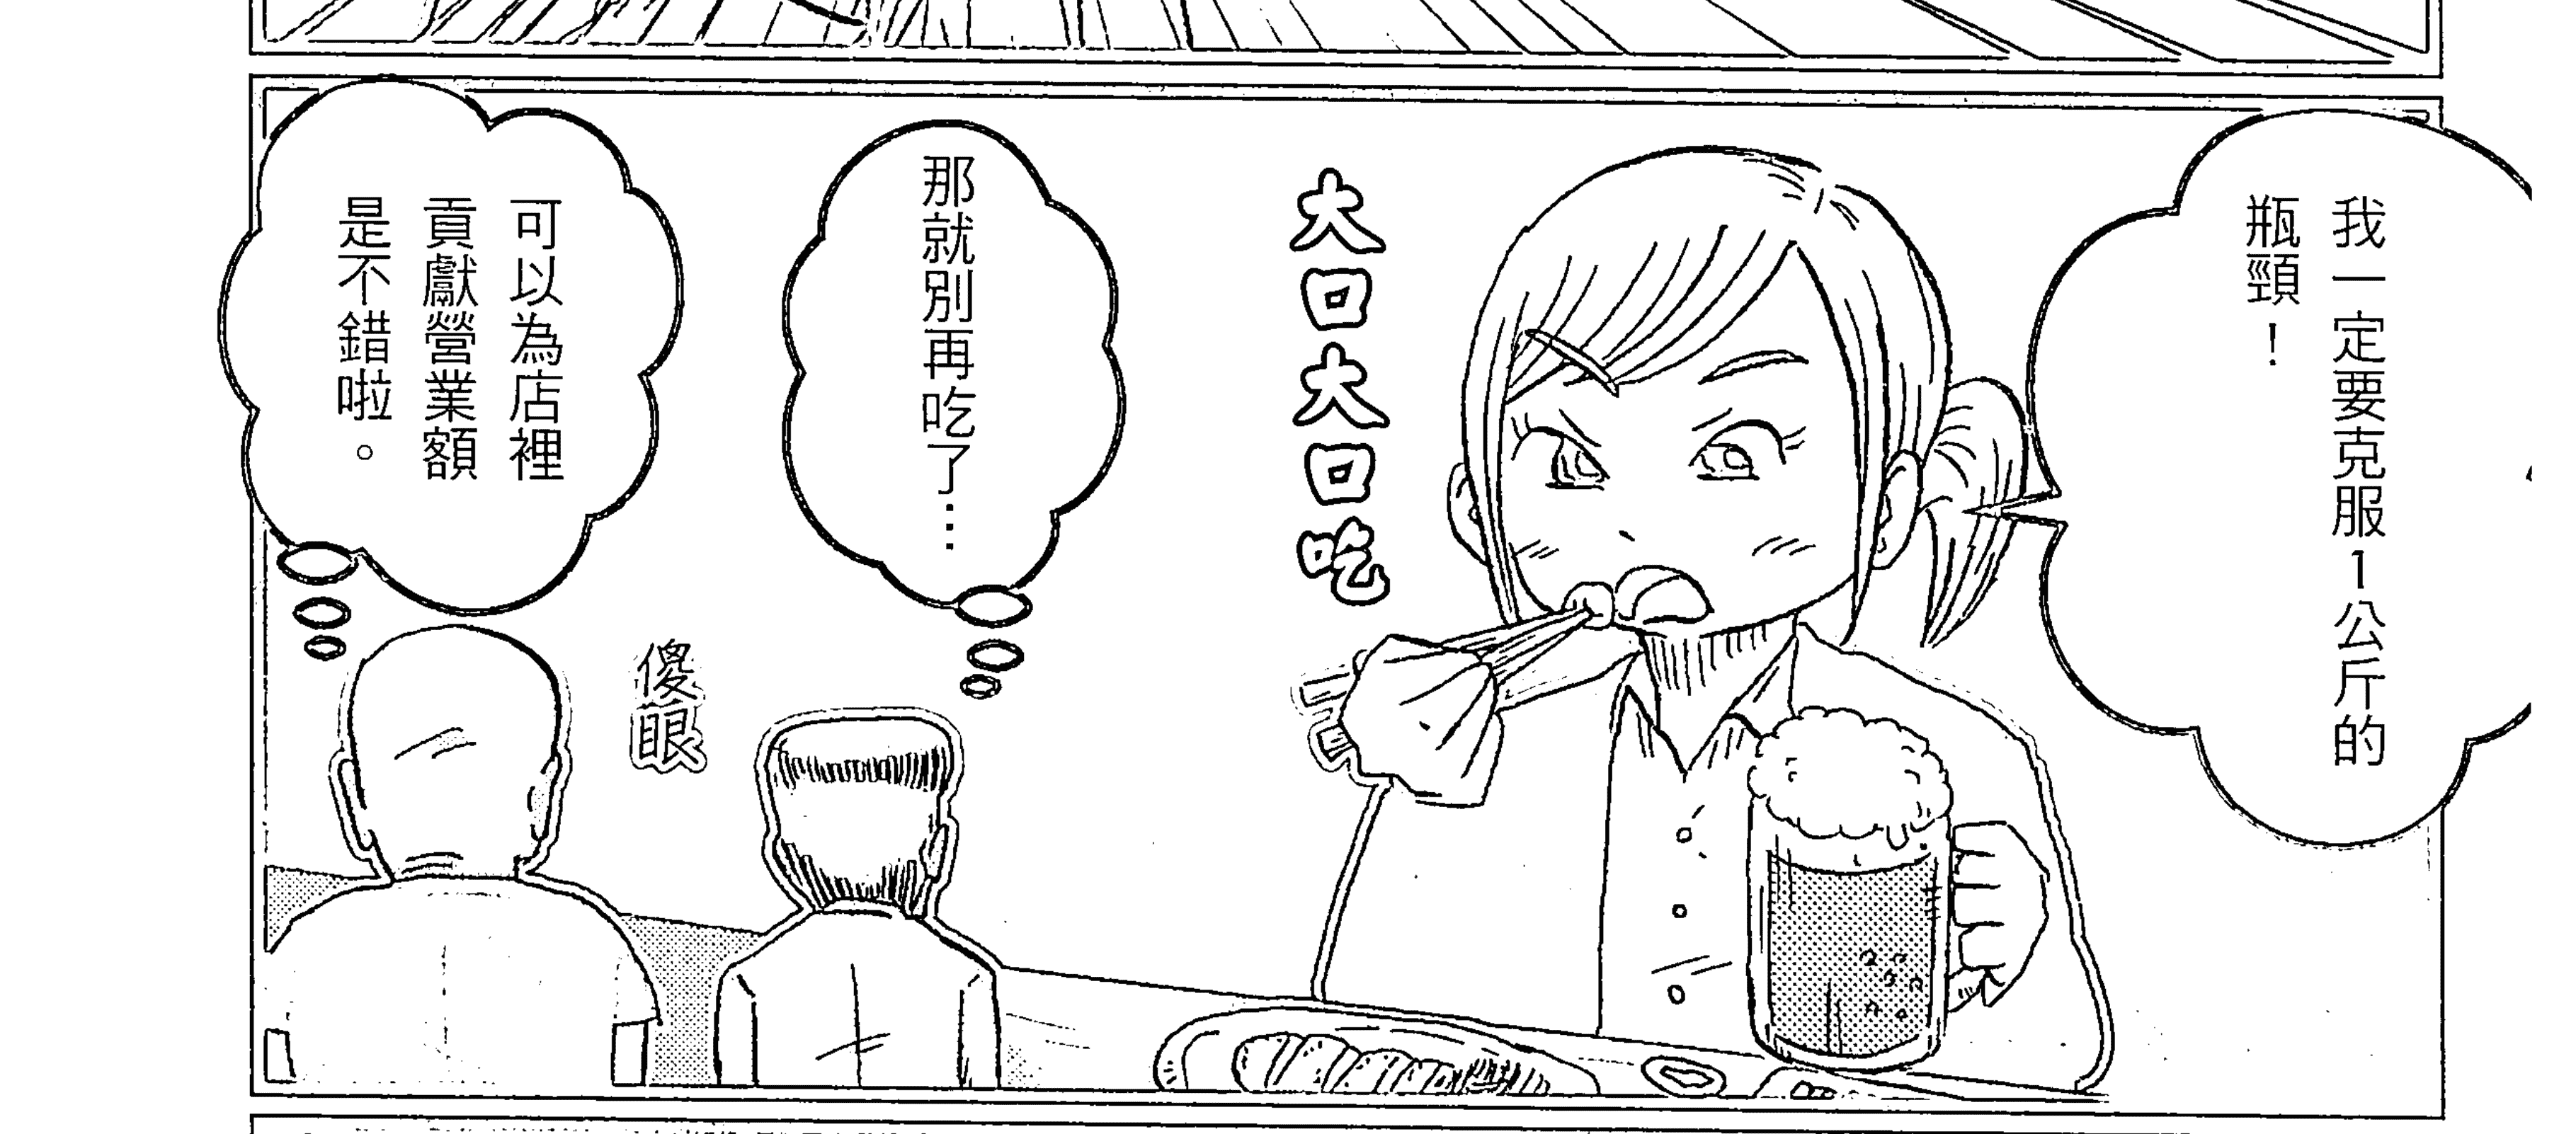 我一定要克服1公斤的
瓶頸！
大口大口吃
那就別再吃了…
傻眼
可以為店裡
貢獻營業額
是不錯啦。